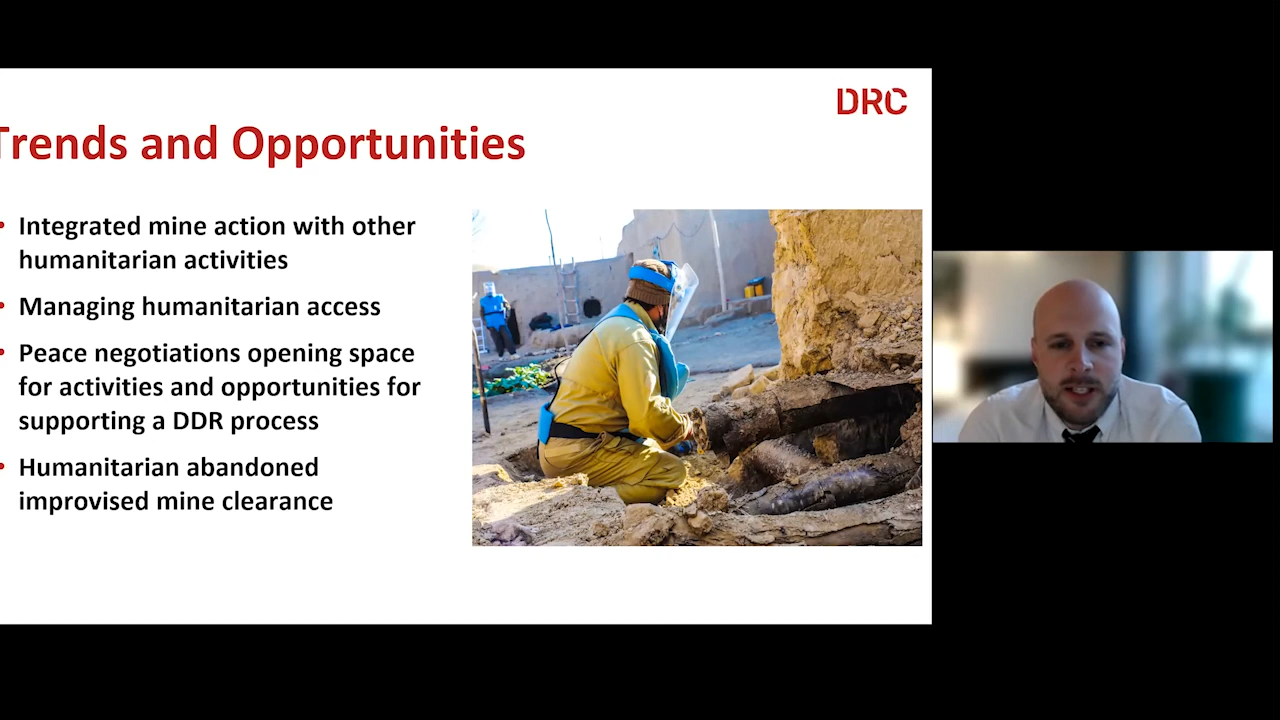 DRC
Trends and Opportunities
• Integrated mine action with other
humanitarian activities
• Managing humanitarian access
• Peace negotiations opening space
for activities and opportunities for
supporting a DDR process
• Humanitarian abandoned
improvised mine clearance